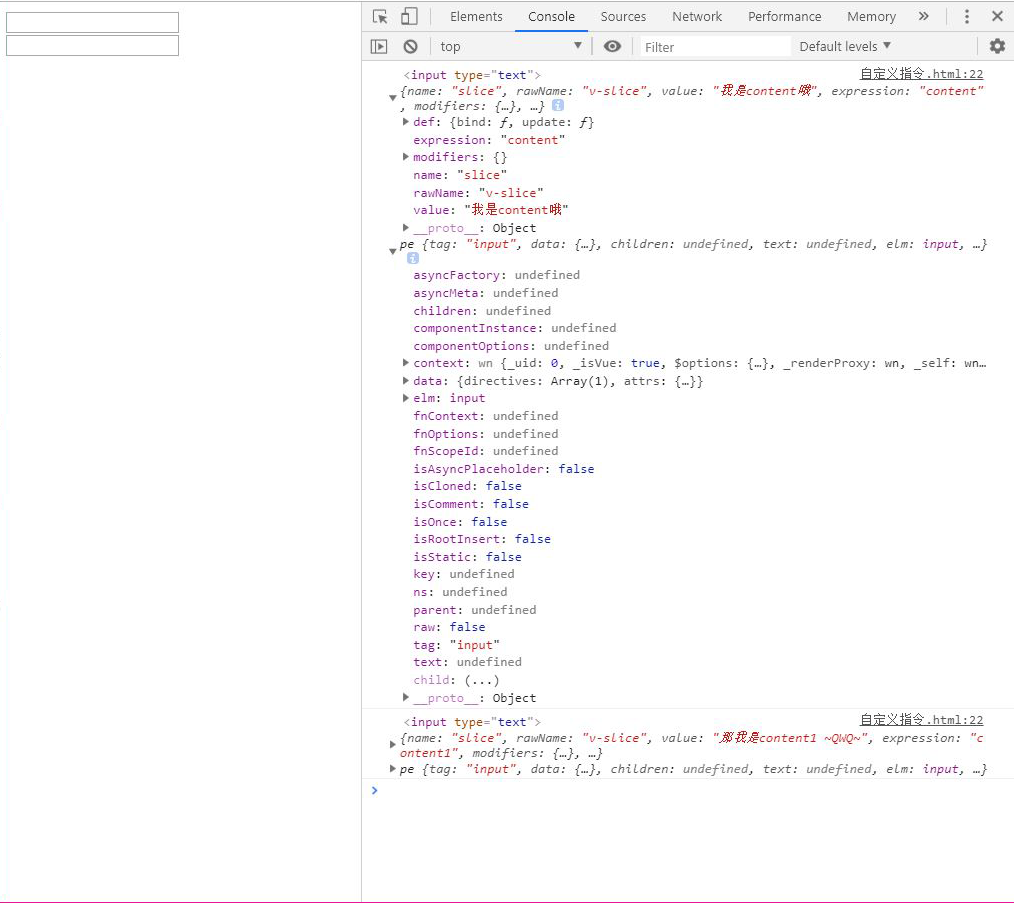 Elements Console Sources Network Performance Memory »
top Filter Default levels
<input type="text"> 自定义指令.html:22
{name: "slice", rawName: "v-slice", value: "我是content哦", expression: "content"
, modifiers: {…}, …}
def: {bind: ƒ, update: ƒ}
expression: "content"
modifiers: {}
name: "slice"
rawName: "v-slice"
value: "我是content哦"
__proto__: Object
pe {tag: "input", data: {…}, children: undefined, text: undefined, elm: input, …}
asyncFactory: undefined
asyncMeta: undefined
children: undefined
componentInstance: undefined
componentOptions: undefined
context: wn {_uid: 0, _isVue: true, $options: {…}, _renderProxy: wn, _self: wn…
data: {directives: Array(1), attrs: {…}}
elm: input
fnContext: undefined
fnOptions: undefined
fnScopeId: undefined
isAsyncPlaceholder: false
isCloned: false
isComment: false
isOnce: false
isRootInsert: false
isStatic: false
key: undefined
ns: undefined
parent: undefined
raw: false
tag: "input"
text: undefined
child: (...)
__proto__: Object
<input type="text"> 自定义指令.html:22
{name: "slice", rawName: "v-slice", value: "那我是content1 ~QWQ~", expression: "c
ontent1", modifiers: {…}, …}
pe {tag: "input", data: {…}, children: undefined, text: undefined, elm: input, …}